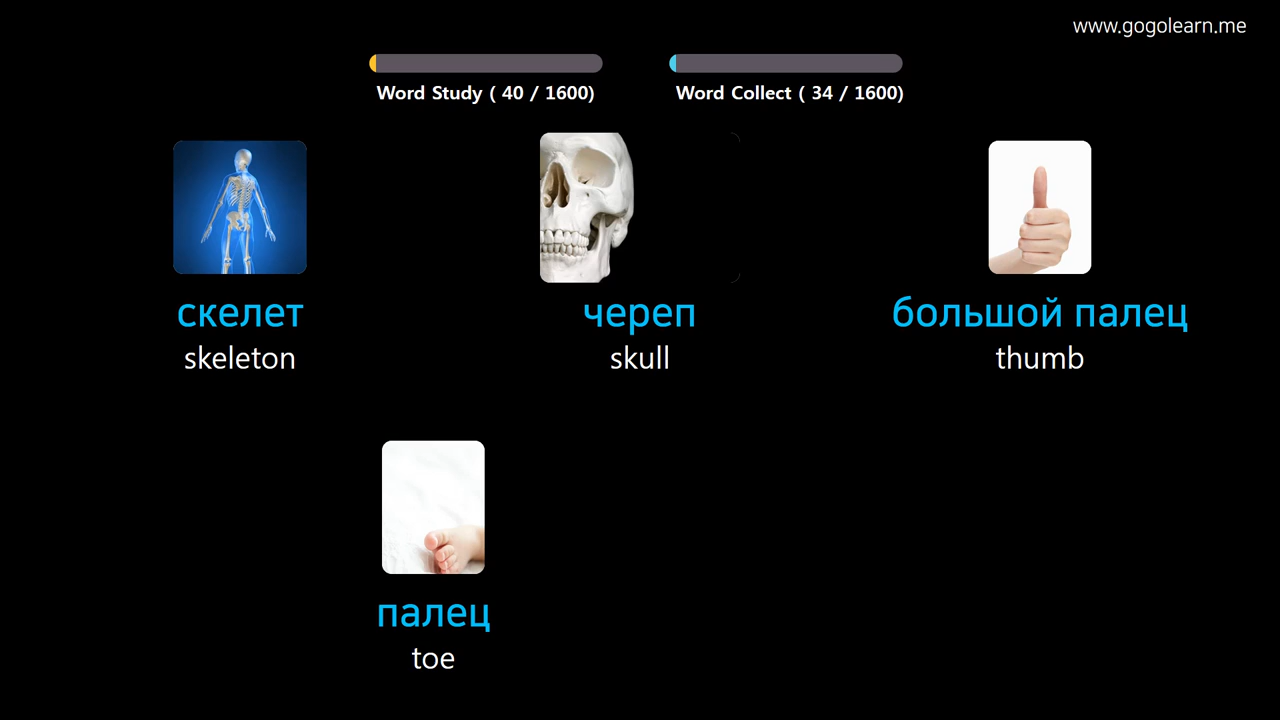 www.gogolearn.me
Word Study ( 40 / 1600)
Word Collect ( 34 / 1600)
скелет
skeleton
череп
skull
большой палец
thumb
палец
toe